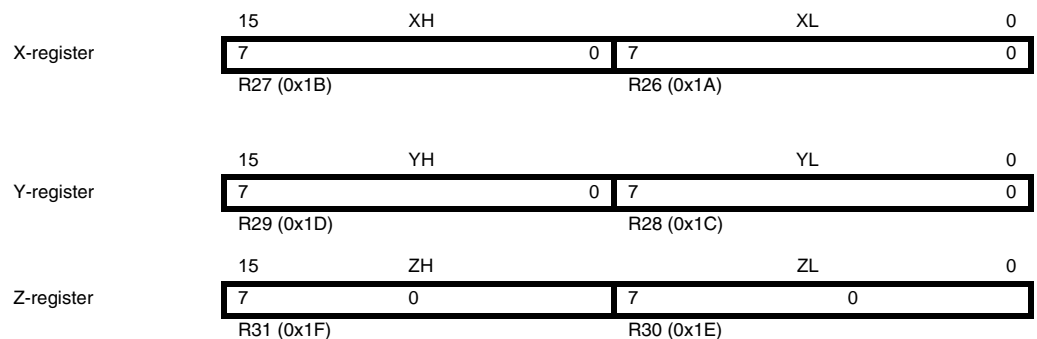 15 XH XL 0
X-register 7 0 7 0
R27 (0x1B) R26 (0x1A)
15 YH YL 0
Y-register 7 0 7 0
R29 (0x1D) R28 (0x1C)
15 ZH ZL 0
Z-register 7 0 7 0
R31 (0x1F) R30 (0x1E)